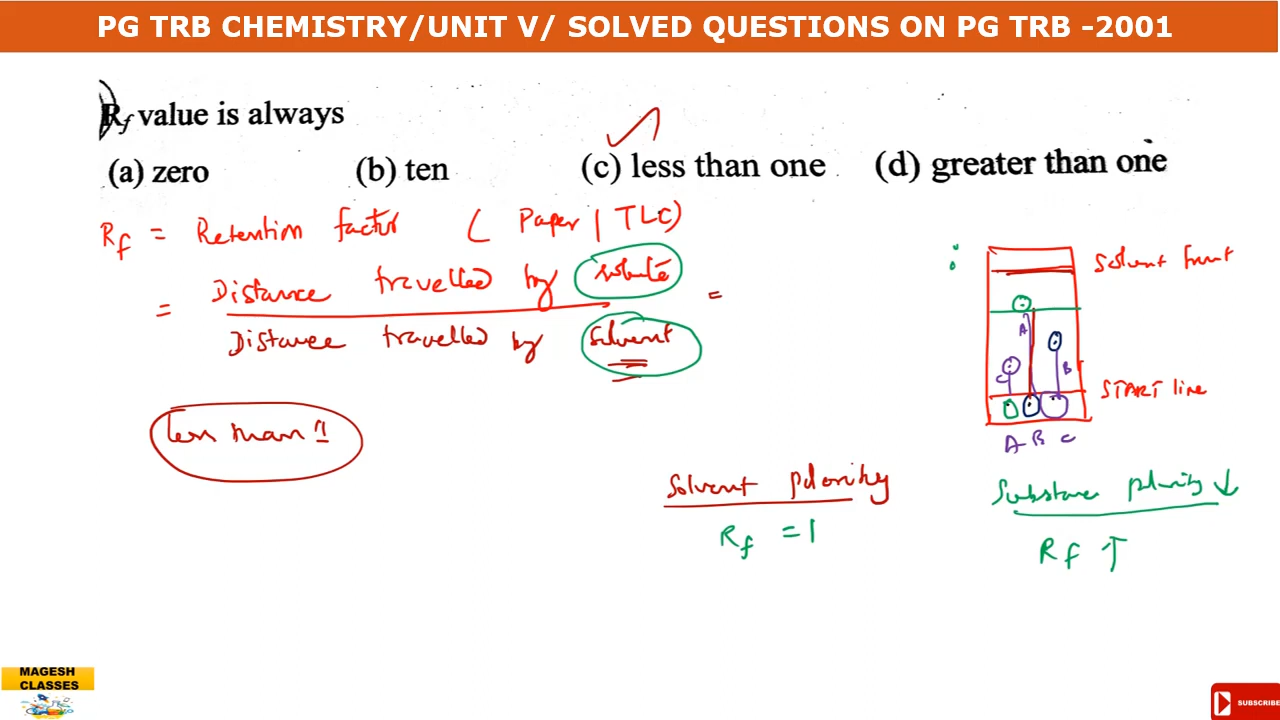 PG TRB CHEMISTRY/UNIT V/ SOLVED QUESTIONS ON PG TRB -2001
Rf value is always
(a) zero (b) ten (c) less than one (d) greater than one
Rf = Retention factor ( Paper | TLC)
= Distance travelled by solute =
Distance travelled by solvent
less than 1
Solvent front
A
C B
START line
A B C
Solvent polarity
Rf = 1
Substance polarity ↓
Rf ↑
MAGESH
CLASSES
SUBSCRIBE